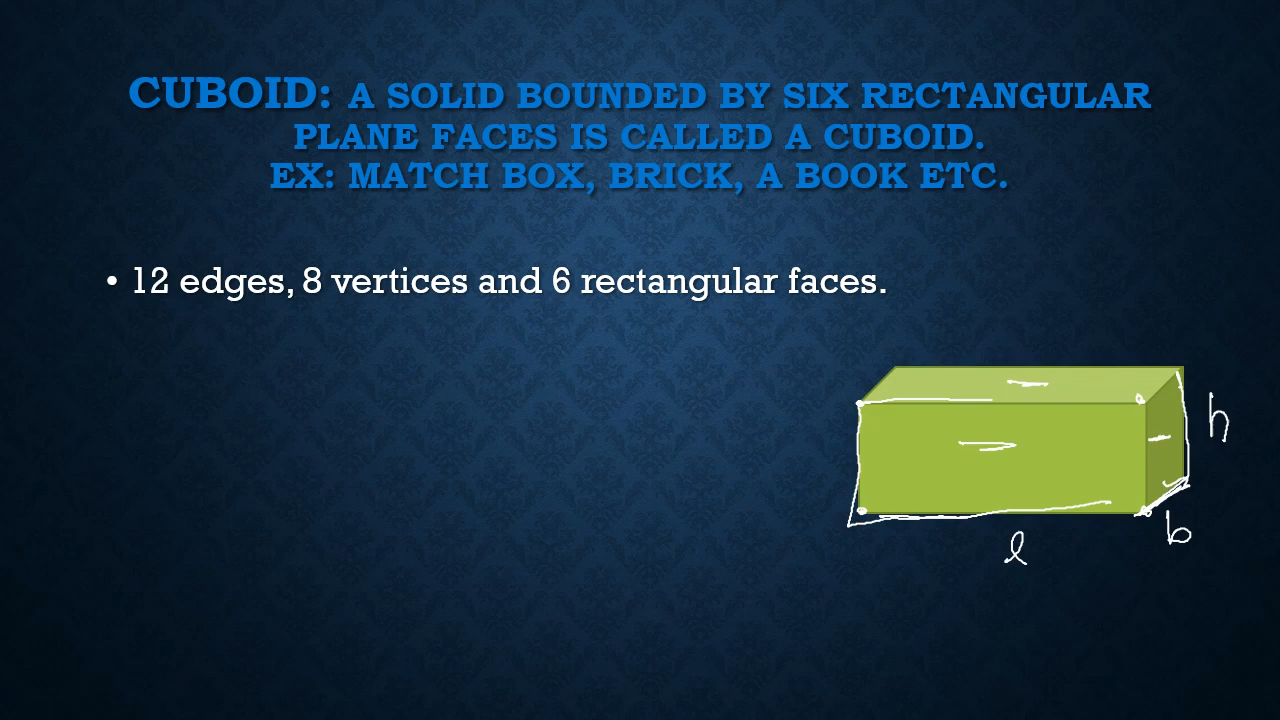 CUBOID: A SOLID BOUNDED BY SIX RECTANGULAR
PLANE FACES IS CALLED A CUBOID.
EX: MATCH BOX, BRICK, A BOOK ETC.
• 12 edges, 8 vertices and 6 rectangular faces.
h
b
l